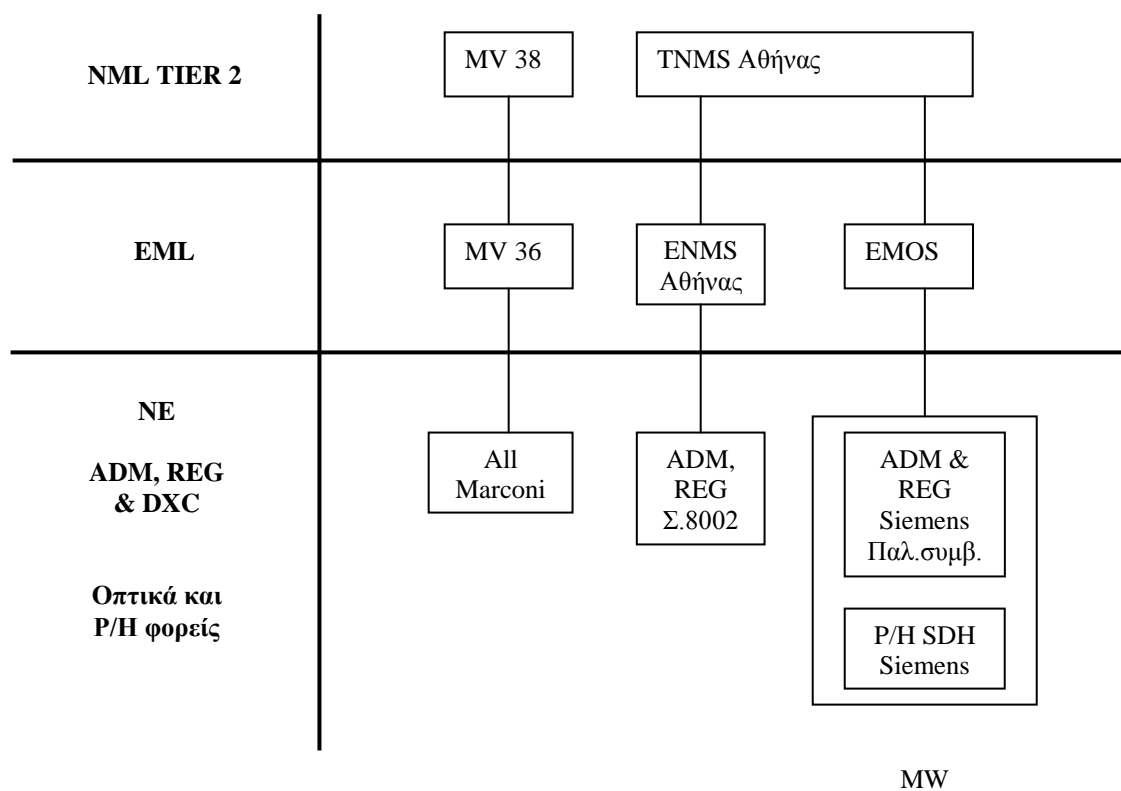 NML TIER 2
MV 38
TNMS Αθήνας
EML
MV 36
ENMS
Αθήνας
EMOS
NE
ADM, REG
& DXC
Οπτικά και
Ρ/Η φορείς
All
Marconi
ADM,
REG
Σ.8002
ADM &
REG
Siemens
Παλ.συμβ.
Ρ/Η SDH
Siemens
MW